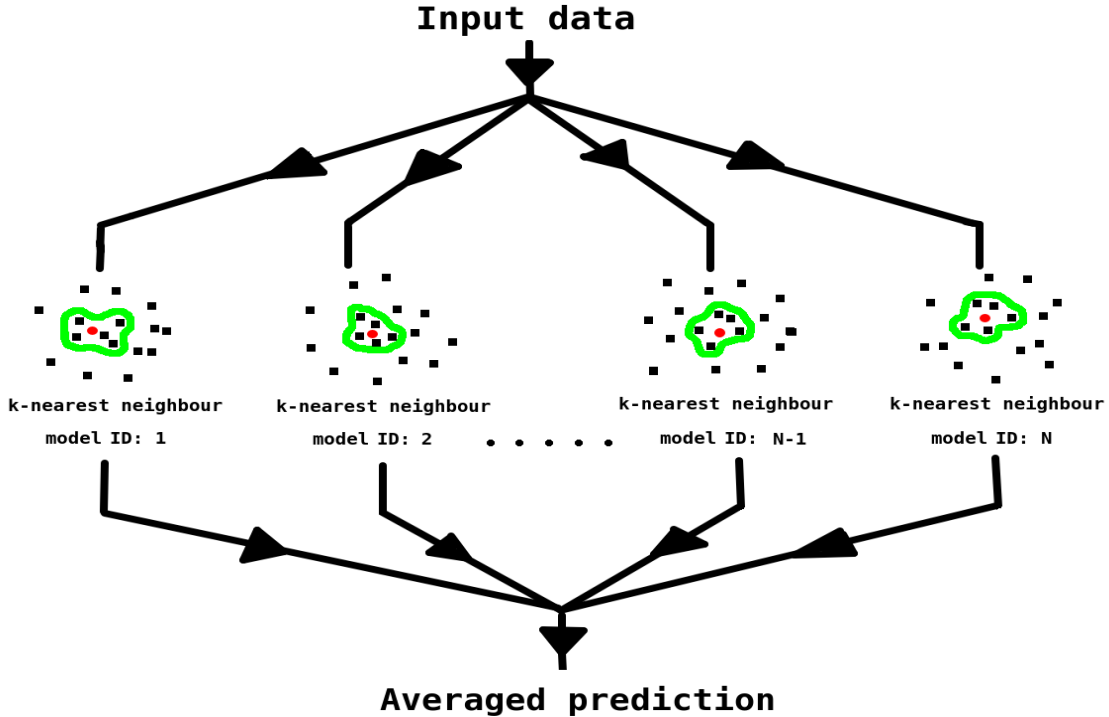 Input data
k-nearest neighbour
model ID: 1
k-nearest neighbour
model ID: 2
. . . . .
k-nearest neighbour
model ID: N-1
k-nearest neighbour
model ID: N
Averaged prediction